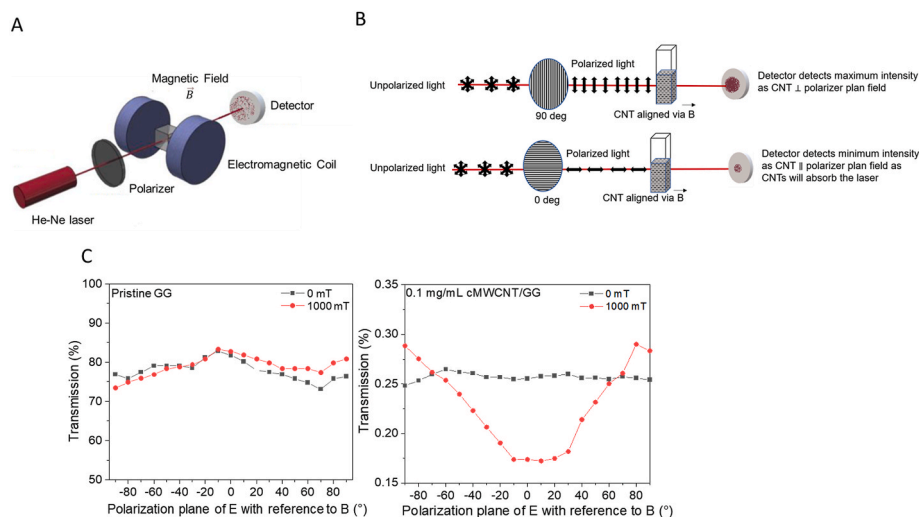 A
Magnetic Field
B
Detector
Electromagnetic Coil
Polarizer
He-Ne laser
B
Unpolarized light
Polarized light
90 deg
CNT aligned via B
Detector detects maximum intensity
as CNT ⊥ polarizer plan field
Unpolarized light
Polarized light
0 deg
CNT aligned via B
Detector detects minimum intensity
as CNT ∥ polarizer plan field as
CNTs will absorb the laser
C
Pristine GG
0 mT
1000 mT
Transmission (%)
100
90
80
70
60
50
-80 -60 -40 -20 0 20 40 60 80
Polarization plane of E with reference to B (°)
0.1 mg/mL cMWCNT/GG
0 mT
1000 mT
Transmission (%)
0.35
0.30
0.25
0.20
0.15
0.10
-80 -60 -40 -20 0 20 40 60 80
Polarization plane of E with reference to B (°)